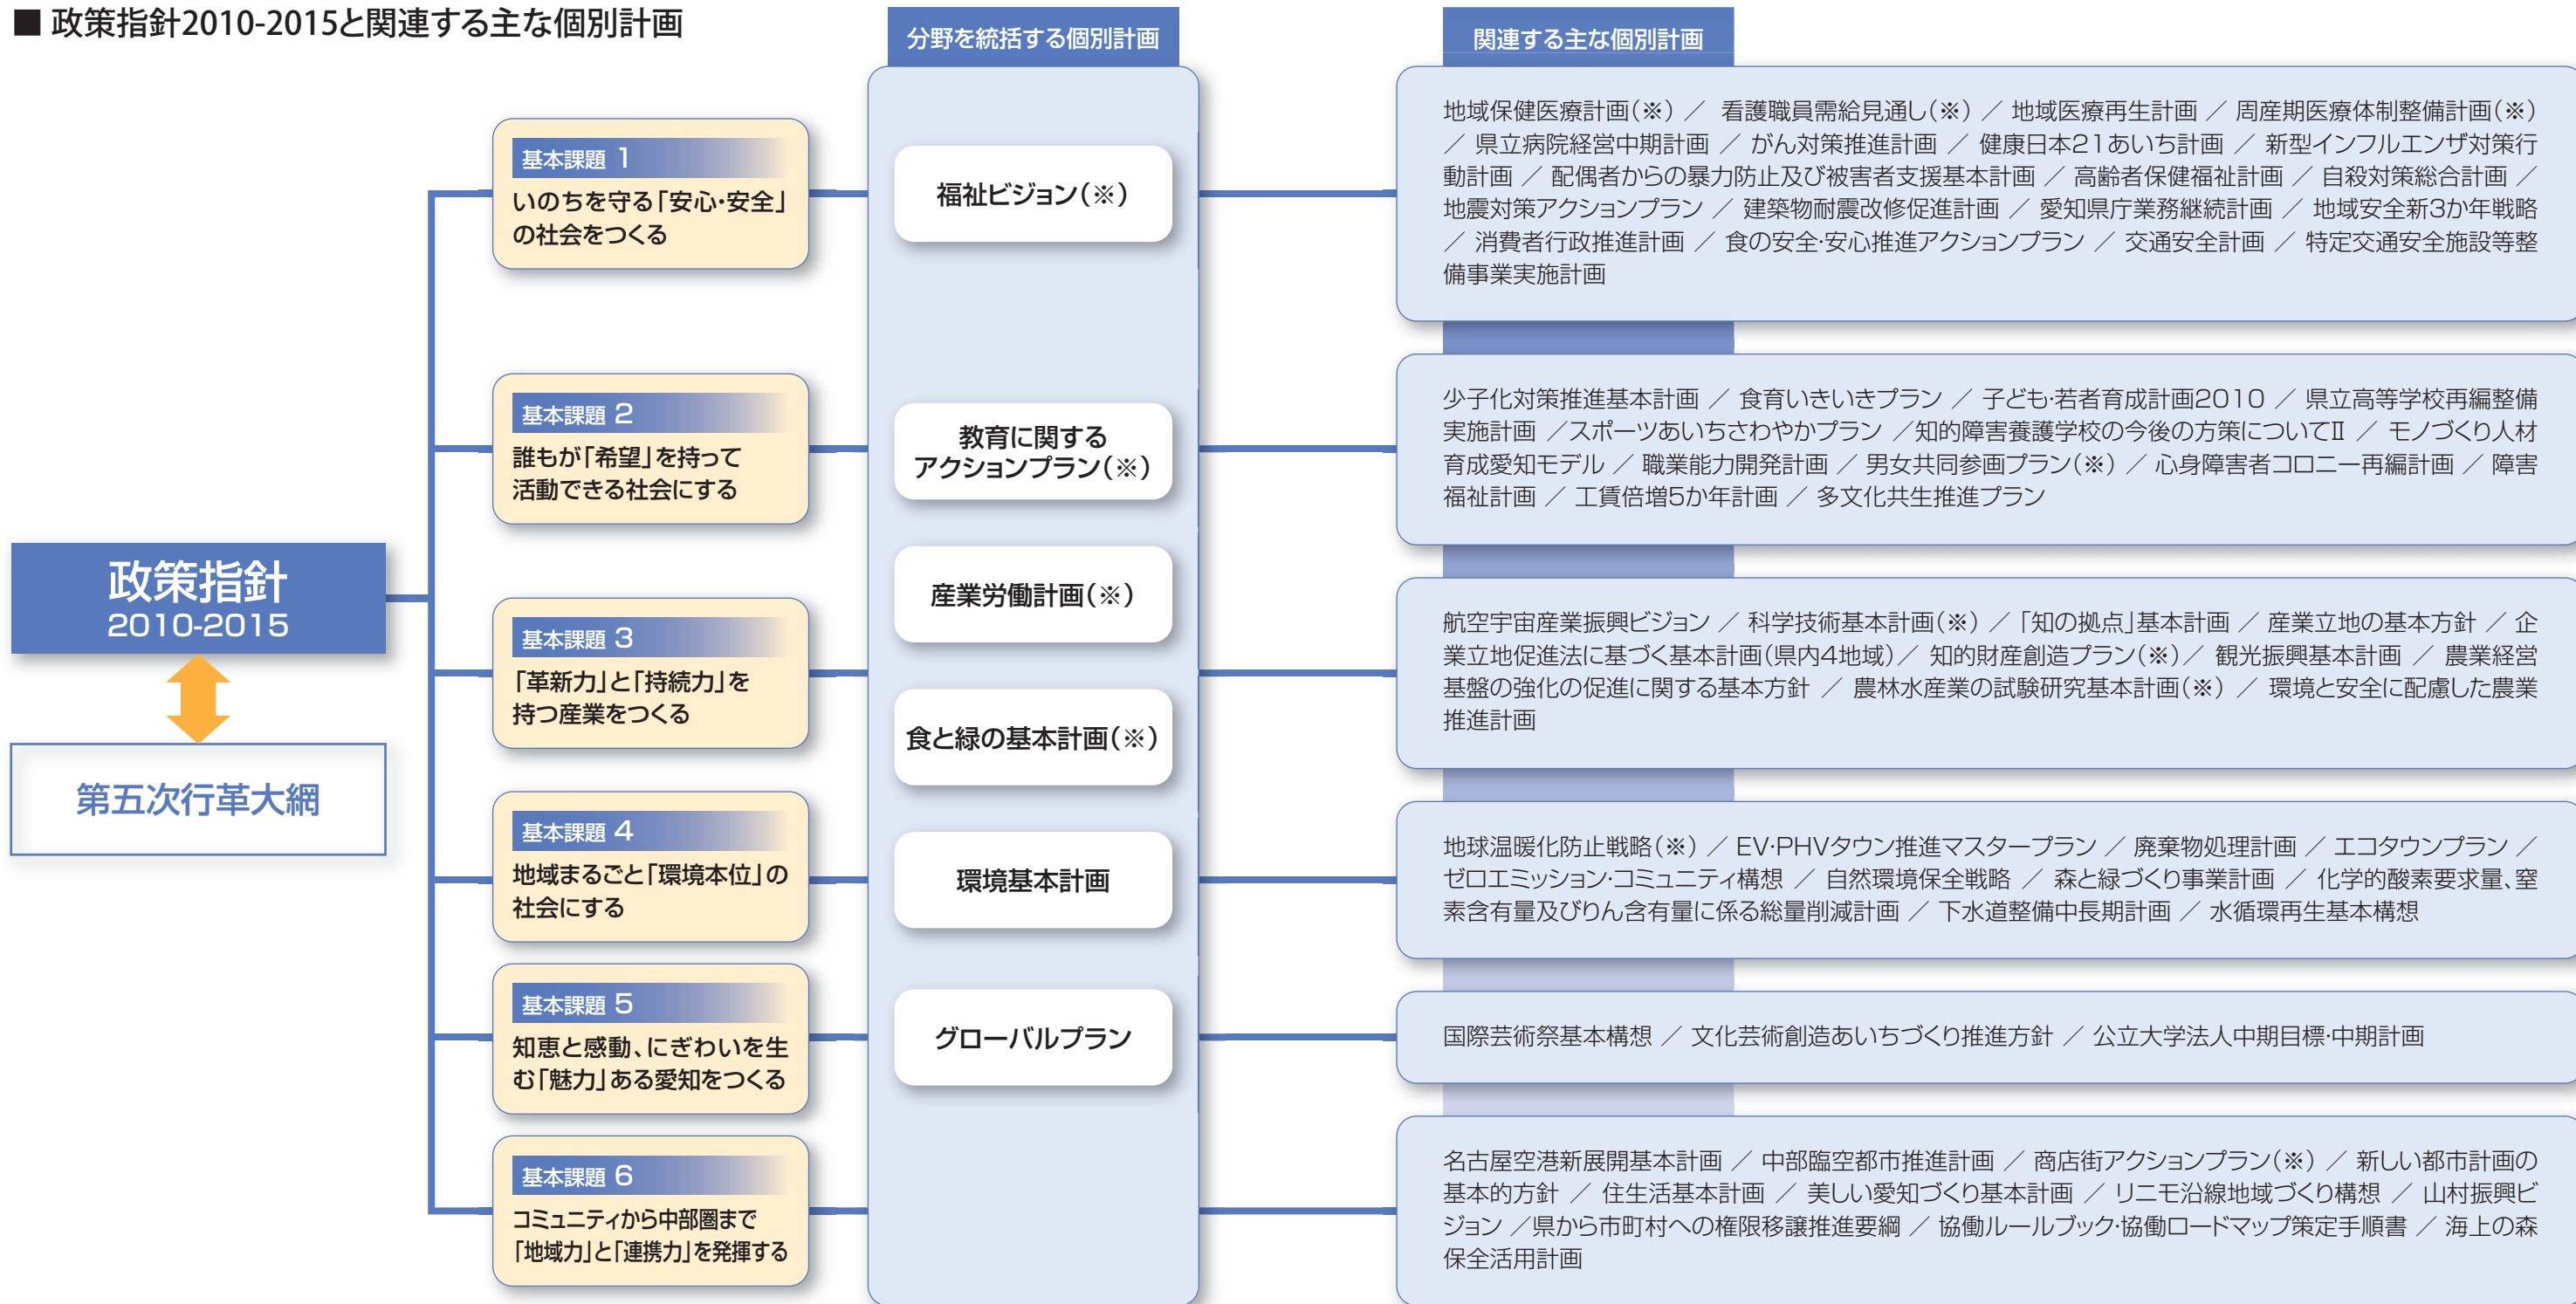 ■ 政策指針2010-2015と関連する主な個別計画
分野を統括する個別計画
関連する主な個別計画
政策指針
2010-2015
第五次行革大綱
基本課題 1
いのちを守る「安心・安全」
の社会をつくる
基本課題 2
誰もが「希望」を持って
活動できる社会にする
基本課題 3
「革新力」と「持続力」を
持つ産業をつくる
基本課題 4
地域まるごと「環境本位」の
社会にする
基本課題 5
知恵と感動、にぎわいを生
む「魅力」ある愛知をつくる
基本課題 6
コミュニティから中部圏まで
「地域力」と「連携力」を発揮する
福祉ビジョン(※)
教育に関する
アクションプラン(※)
産業労働計画(※)
食と緑の基本計画(※)
環境基本計画
グローバルプラン
地域保健医療計画(※) ／ 看護職員需給見通し(※) ／ 地域医療再生計画 ／ 周産期医療体制整備計画(※)
／ 県立病院経営中期計画 ／ がん対策推進計画 ／ 健康日本21あいち計画 ／ 新型インフルエンザ対策行
動計画 ／ 配偶者からの暴力防止及び被害者支援基本計画 ／ 高齢者保健福祉計画 ／ 自殺対策総合計画 ／
地震対策アクションプラン ／ 建築物耐震改修促進計画 ／ 愛知県庁業務継続計画 ／ 地域安全新3か年戦略
／ 消費者行政推進計画 ／ 食の安全・安心推進アクションプラン ／ 交通安全計画 ／ 特定交通安全施設等整
備事業実施計画
少子化対策推進基本計画 ／ 食育いきいきプラン ／ 子ども・若者育成計画2010 ／ 県立高等学校再編整備
実施計画 ／スポーツあいちさわやかプラン ／知的障害養護学校の今後の方策についてⅡ ／ モノづくり人材
育成愛知モデル ／ 職業能力開発計画 ／ 男女共同参画プラン(※) ／ 心身障害者コロニー再編計画 ／ 障害
福祉計画 ／ 工賃倍増5か年計画 ／ 多文化共生推進プラン
航空宇宙産業振興ビジョン ／ 科学技術基本計画(※) ／「知の拠点」基本計画 ／ 産業立地の基本方針 ／ 企
業立地促進法に基づく基本計画(県内4地域)／ 知的財産創造プラン(※)／ 観光振興基本計画 ／ 農業経営
基盤の強化の促進に関する基本方針 ／ 農林水産業の試験研究基本計画(※) ／ 環境と安全に配慮した農業
推進計画
地球温暖化防止戦略(※) ／ EV・PHVタウン推進マスタープラン ／ 廃棄物処理計画 ／ エコタウンプラン ／
ゼロエミッション・コミュニティ構想 ／ 自然環境保全戦略 ／ 森と緑づくり事業計画 ／ 化学的酸素要求量、窒
素含有量及びりん含有量に係る総量削減計画 ／ 下水道整備中長期計画 ／ 水循環再生基本構想
国際芸術祭基本構想 ／ 文化芸術創造あいちづくり推進方針 ／ 公立大学法人中期目標・中期計画
名古屋空港新展開基本計画 ／ 中部臨空都市推進計画 ／ 商店街アクションプラン(※) ／ 新しい都市計画の
基本的方針 ／ 住生活基本計画 ／ 美しい愛知づくり基本計画 ／ リニモ沿線地域づくり構想 ／ 山村振興ビ
ジョン ／県から市町村への権限移譲推進要綱 ／ 協働ルールブック・協働ロードマップ策定手順書 ／ 海上の森
保全活用計画